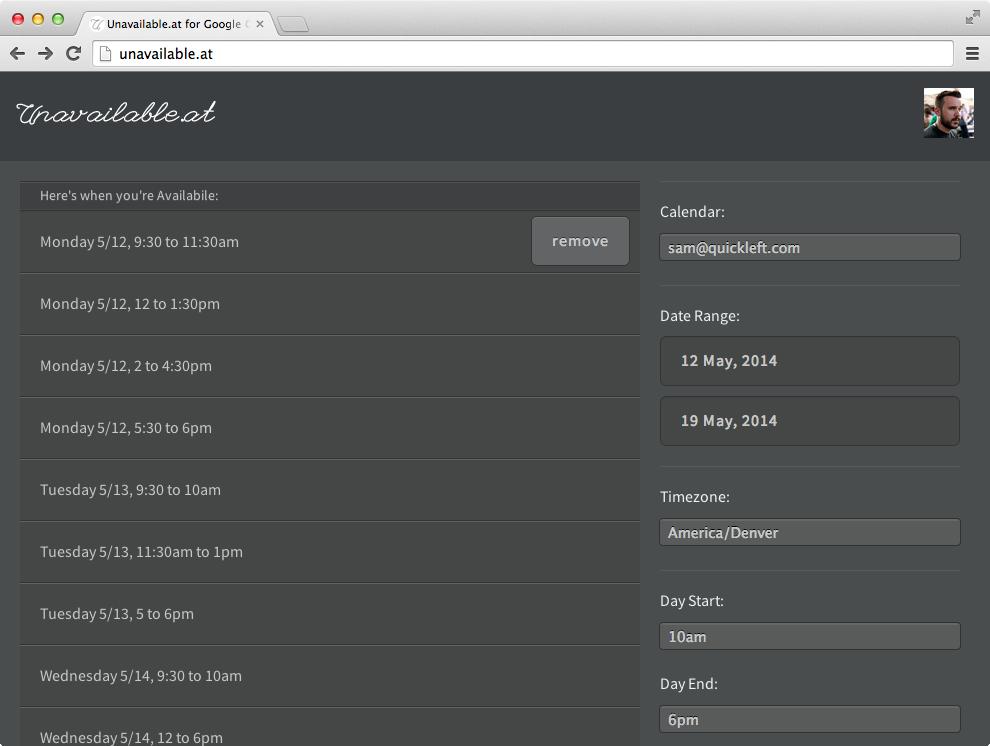 Unavailable.at for Google
unavailable.at
Unavailable.at
Here's when you're Availabile:
Monday 5/12, 9:30 to 11:30am
remove
Monday 5/12, 12 to 1:30pm
Monday 5/12, 2 to 4:30pm
Monday 5/12, 5:30 to 6pm
Tuesday 5/13, 9:30 to 10am
Tuesday 5/13, 11:30am to 1pm
Tuesday 5/13, 5 to 6pm
Wednesday 5/14, 9:30 to 10am
Wednesday 5/14, 12 to 6pm
Calendar:
sam@quickleft.com
Date Range:
12 May, 2014
19 May, 2014
Timezone:
America/Denver
Day Start:
10am
Day End:
6pm